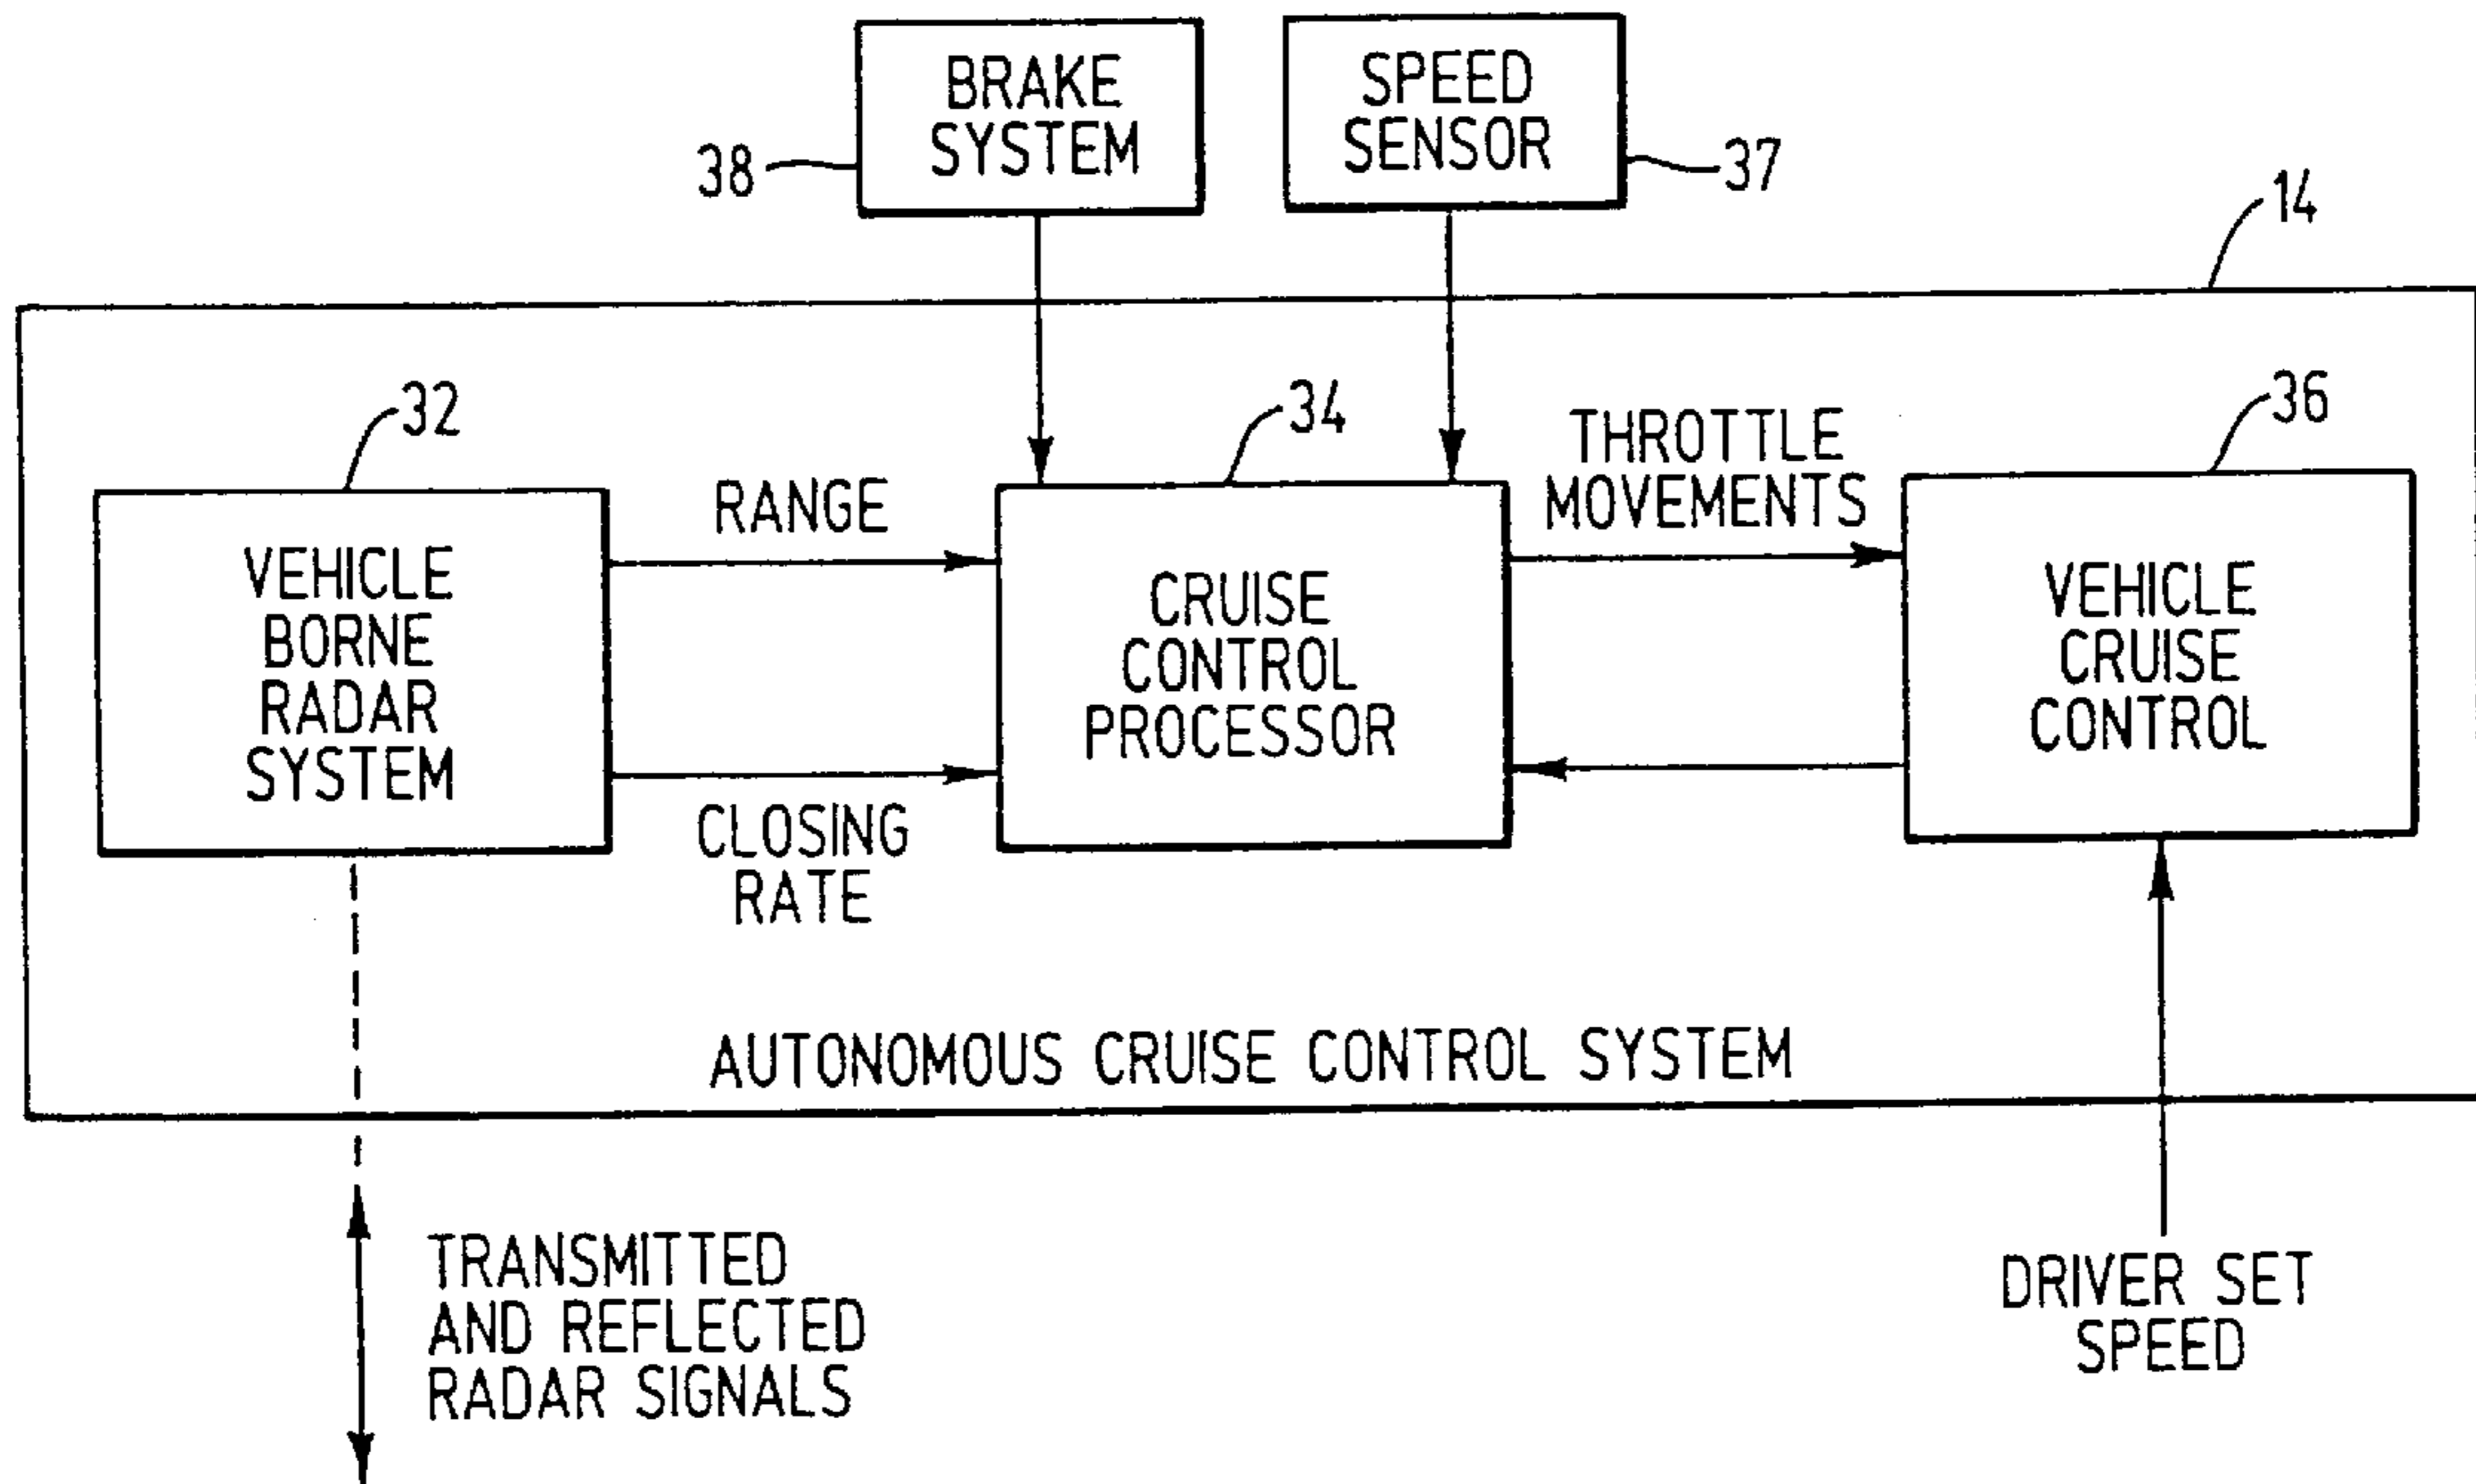 BRAKE
SYSTEM
38
SPEED
SENSOR
37
14
32
34
36
RANGE
THROTTLE
MOVEMENTS
VEHICLE
BORNE
RADAR
SYSTEM
CRUISE
CONTROL
PROCESSOR
VEHICLE
CRUISE
CONTROL
CLOSING
RATE
AUTONOMOUS CRUISE CONTROL SYSTEM
TRANSMITTED
AND REFLECTED
RADAR SIGNALS
DRIVER SET
SPEED